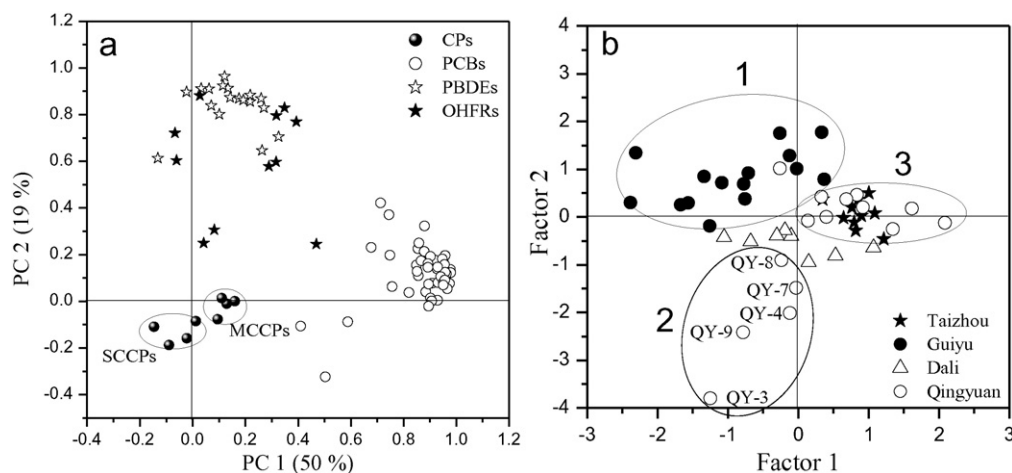 a
CPs
PCBs
PBDEs
OHFRs
SCCPs
MCCPs
1.2
1.0
0.8
0.6
0.4
0.2
0.0
-0.2
-0.4
-0.4
-0.2
0.0
0.2
0.4
0.6
0.8
1.0
1.2
PC 2 (19 %)
PC 1 (50 %)
b
1
2
3
QY-8
QY-7
QY-4
QY-9
QY-3
Taizhou
Guiyu
Dali
Qingyuan
4
3
2
1
0
-1
-2
-3
-4
-3
-2
-1
0
1
2
3
Factor 2
Factor 1